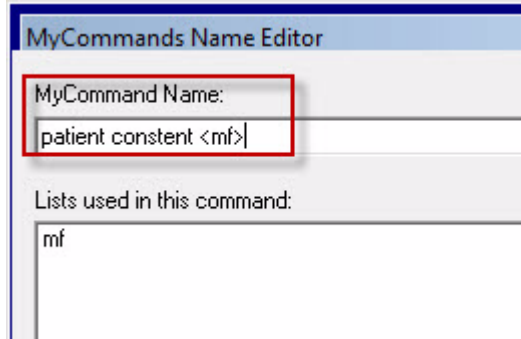 MyCommands Name Editor
MyCommand Name:
patient constent <mf>
Lists used in this command:
mf